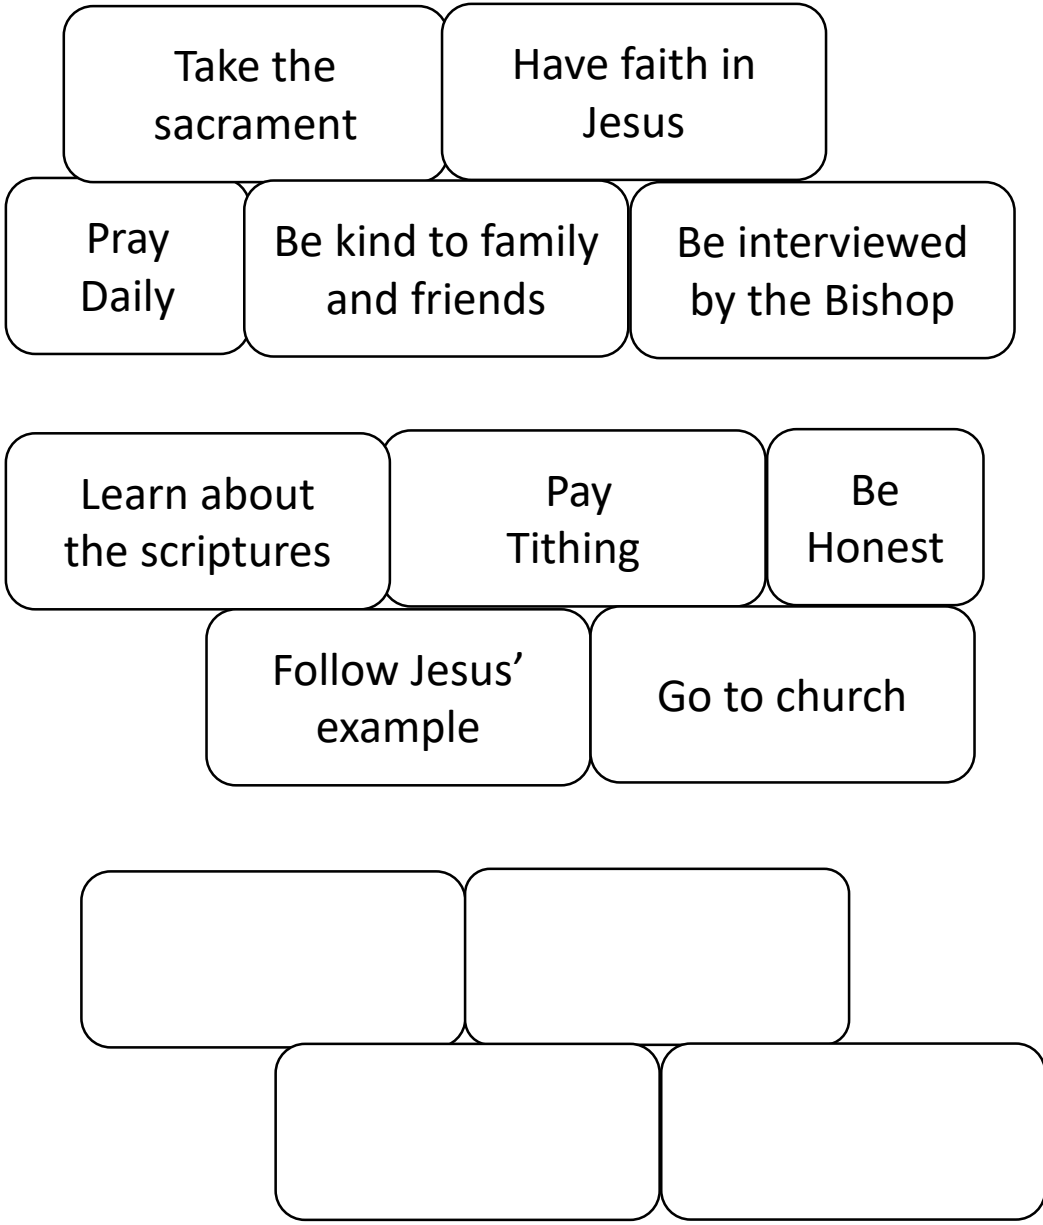 Take the
sacrament
Have faith in
Jesus
Pray
Daily
Be kind to family
and friends
Be interviewed
by the Bishop
Learn about
the scriptures
Pay
Tithing
Be
Honest
Follow Jesus’
example
Go to church